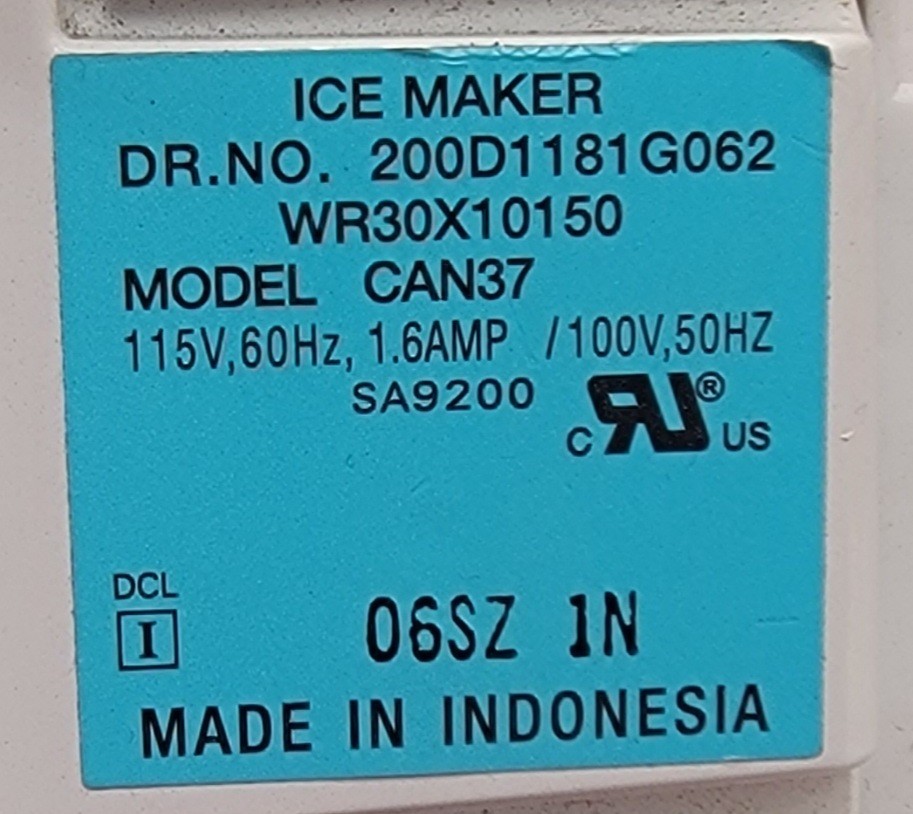 ICE MAKER
DR.NO. 200D1181G062
WR30X10150
MODEL CAN37
115V,60Hz, 1.6AMP /100V,50HZ
SA9200
C RU® US
DCL
I
06SZ 1N
MADE IN INDONESIA